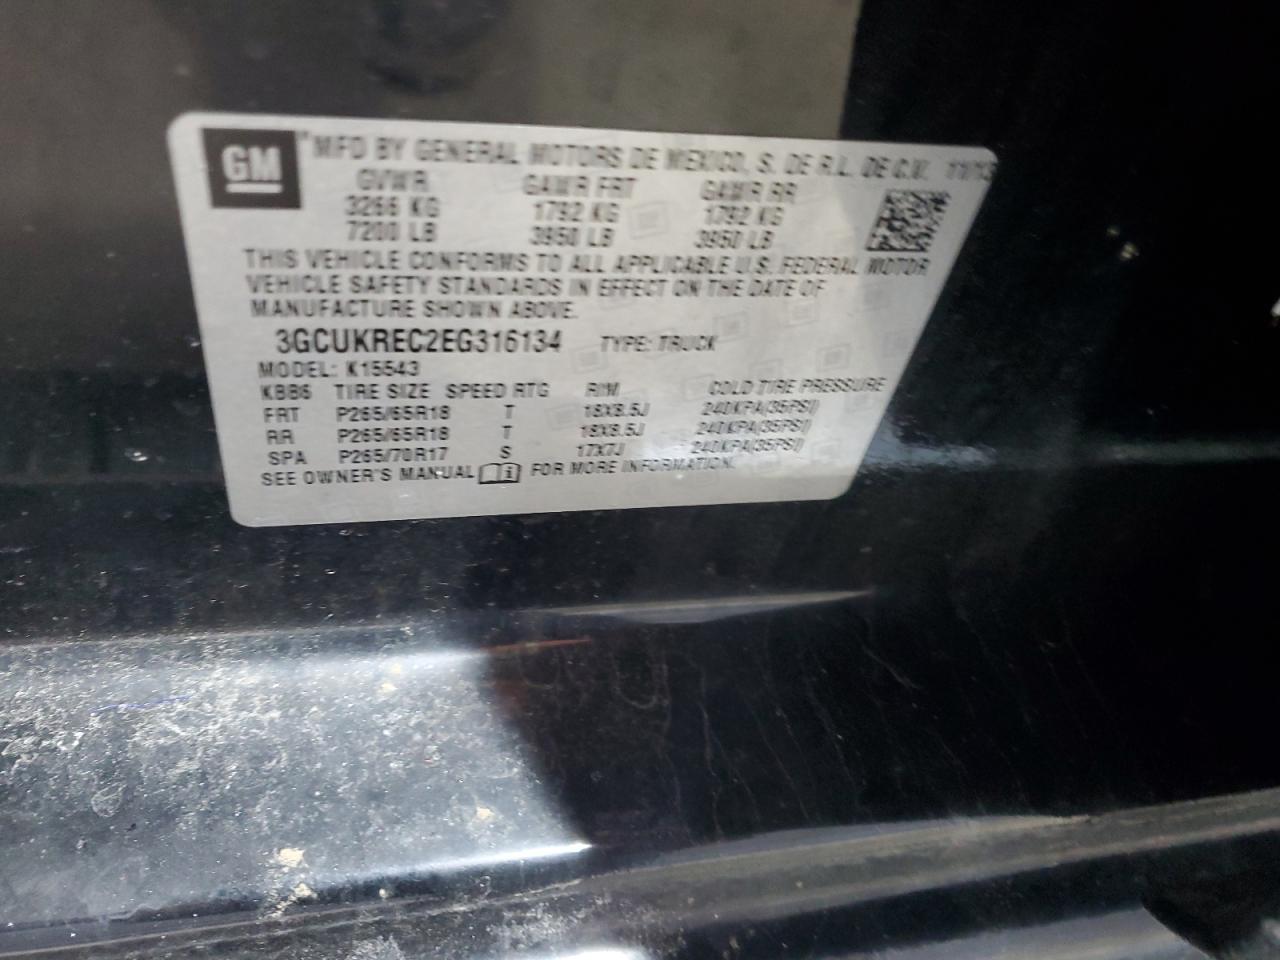 GM
MFD BY GENERAL MOTORS DE MEXICO, S. DE R.L. DE C.V. 11/13
GVWR GAWR FRT GAWR RR
3266 KG 1792 KG 1792 KG
7200 LB 3950 LB 3950 LB
THIS VEHICLE CONFORMS TO ALL APPLICABLE U.S. FEDERAL MOTOR
VEHICLE SAFETY STANDARDS IN EFFECT ON THE DATE OF
MANUFACTURE SHOWN ABOVE.
3GCUKREC2EG316134 TYPE: TRUCK
MODEL: K15543
KBB6 TIRE SIZE SPEED RTG RIM COLD TIRE PRESSURE
FRT P265/65R18 T 18X8.5J 240KPA(35PSI)
RR P265/65R18 T 18X8.5J 240KPA(35PSI)
SPA P265/70R17 S 17X7J 240KPA(35PSI)
SEE OWNER'S MANUAL FOR MORE INFORMATION.